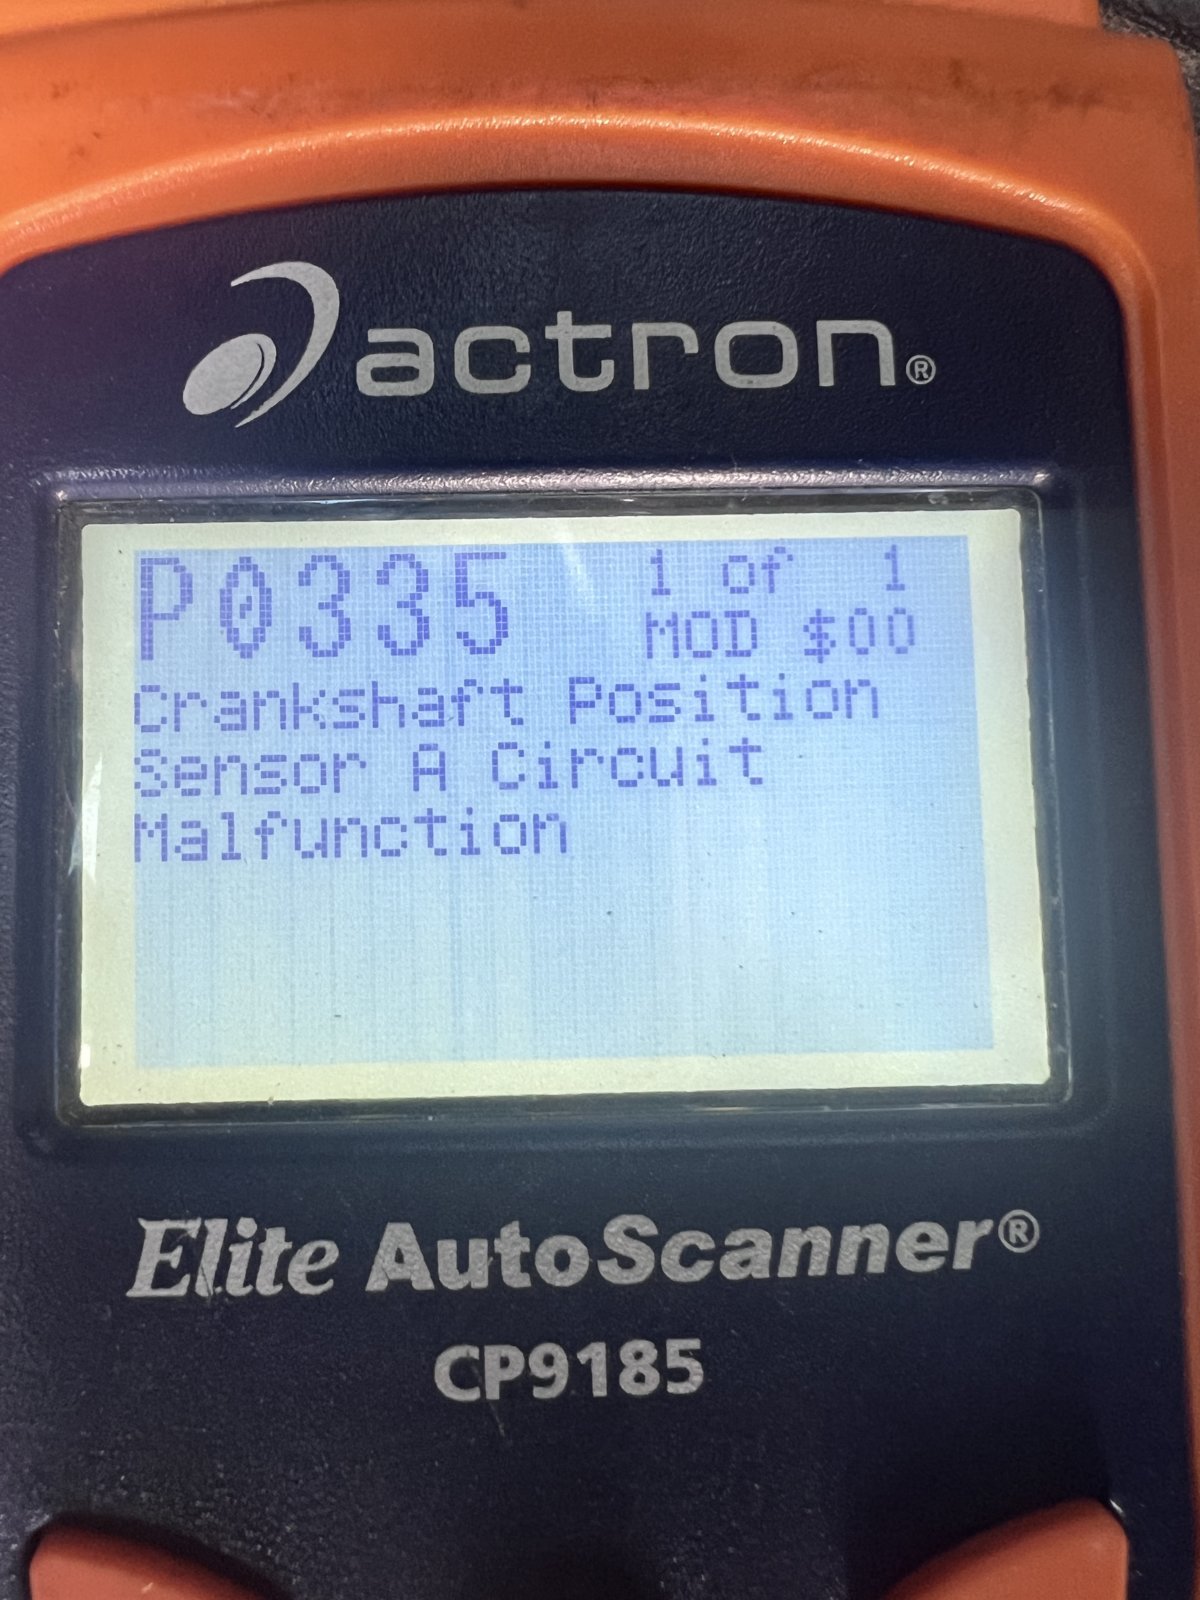 actron®
P0335 1 of 1
MOD $00
Crankshaft Position
Sensor A Circuit
Malfunction
Elite AutoScanner®
CP9185